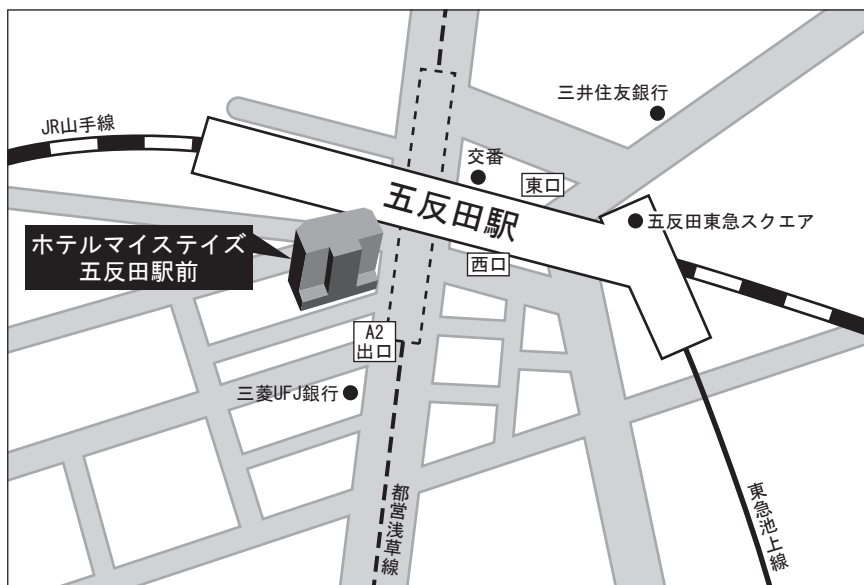 三井住友銀行
JR山手線
交番
東口
五反田駅
五反田東急スクエア
ホテルマイステイズ
五反田駅前
西口
A2
出口
三菱UFJ銀行
都営浅草線
東急池上線